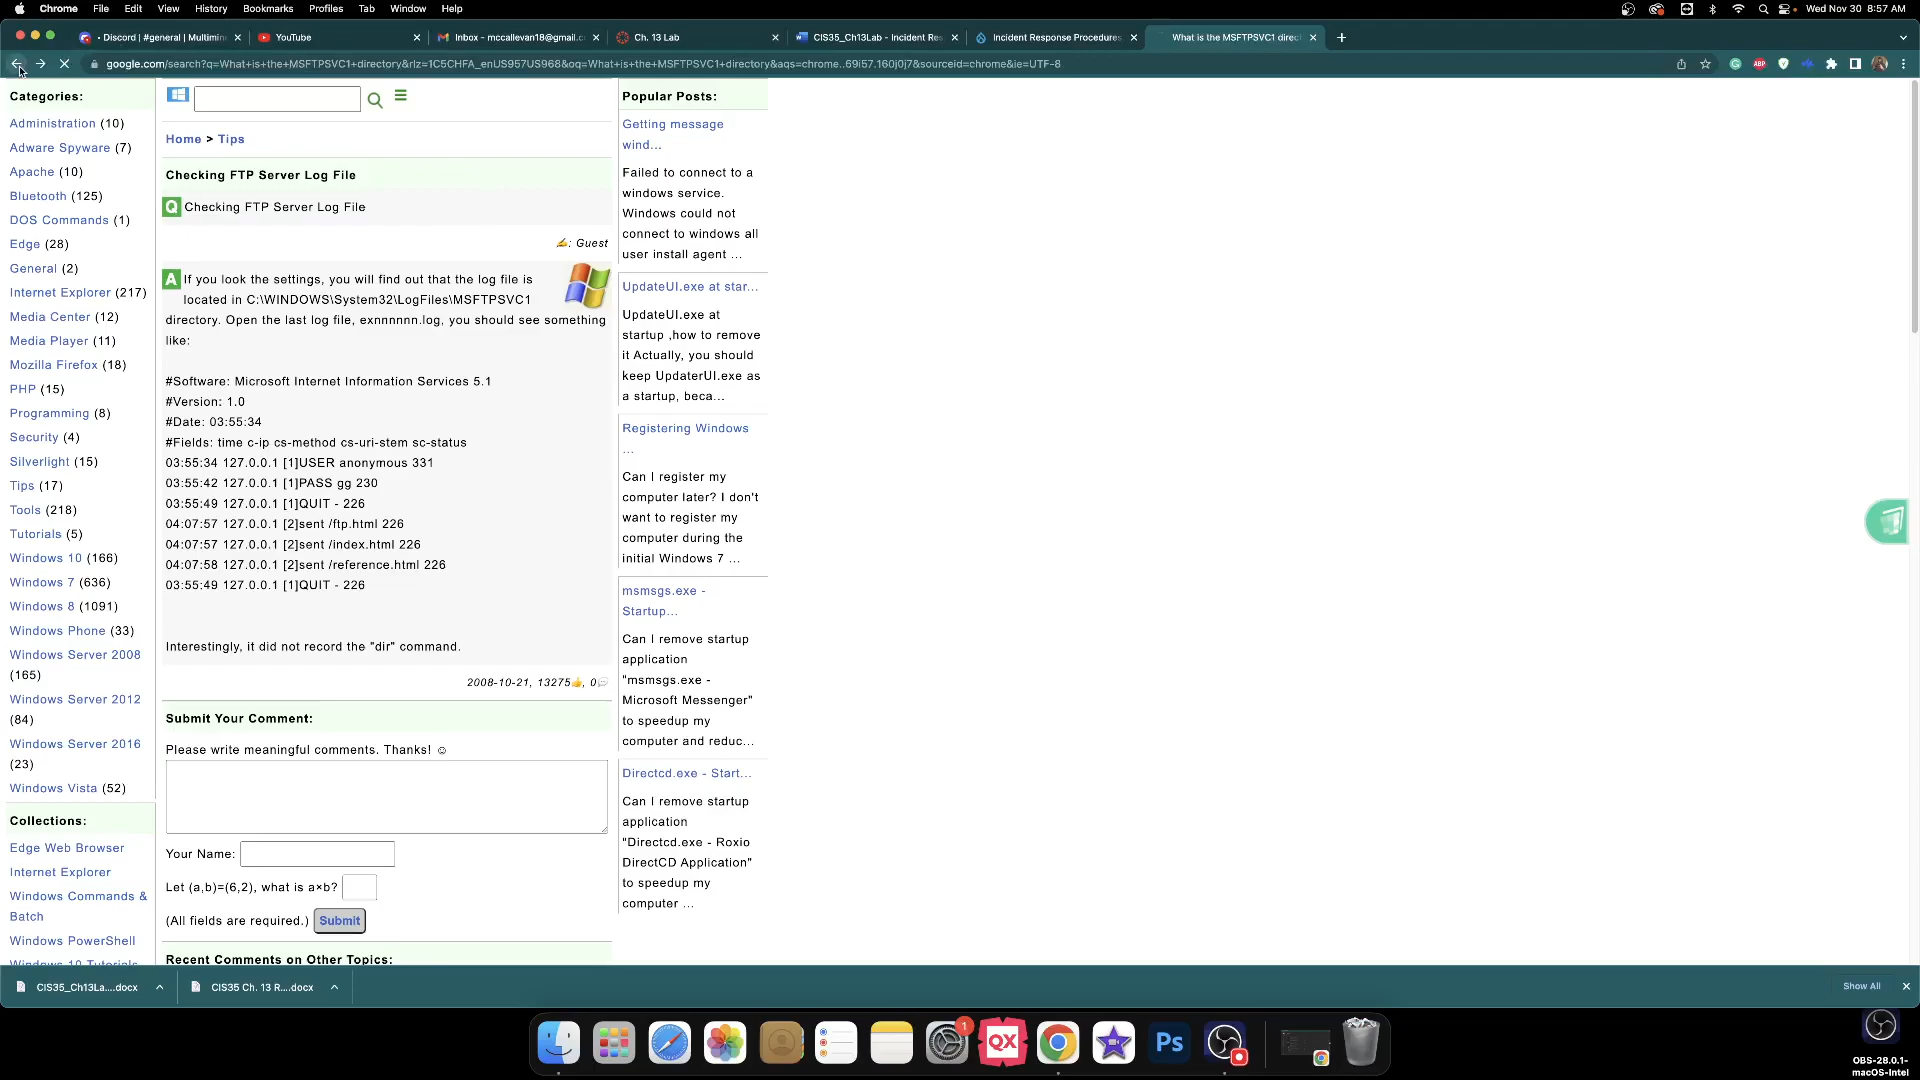 Chrome File Edit View History Bookmarks Profiles Tab Window Help Wed Nov 30 8:57 AM
• Discord | #general | Multimin
YouTube
Inbox - mccallevan18@gmail.c
Ch. 13 Lab
CIS35_Ch13Lab - Incident Res
Incident Response Procedures
What is the MSFTPSVC1 direc
google.com/search?q=What+is+the+MSFTPSVC1+directory&rlz=1C5CHFA_enUS957US968&oq=What+is+the+MSFTPSVC1+directory&aqs=chrome..69i57.160j0j7&sourceid=chrome&ie=UTF-8
Categories:
Administration (10)
Adware Spyware (7)
Apache (10)
Bluetooth (125)
DOS Commands (1)
Edge (28)
General (2)
Internet Explorer (217)
Media Center (12)
Media Player (11)
Mozilla Firefox (18)
PHP (15)
Programming (8)
Security (4)
Silverlight (15)
Tips (17)
Tools (218)
Tutorials (5)
Windows 10 (166)
Windows 7 (636)
Windows 8 (1091)
Windows Phone (33)
Windows Server 2008
(165)
Windows Server 2012
(84)
Windows Server 2016
(23)
Windows Vista (52)
Collections:
Edge Web Browser
Internet Explorer
Windows Commands &
Batch
Windows PowerShell
Windows 10 Tutorials
Home > Tips
Checking FTP Server Log File
Q Checking FTP Server Log File
: Guest
A If you look the settings, you will find out that the log file is
located in C:\WINDOWS\System32\LogFiles\MSFTPSVC1
directory. Open the last log file, exnnnnnn.log, you should see something
like:
#Software: Microsoft Internet Information Services 5.1
#Version: 1.0
#Date: 03:55:34
#Fields: time c-ip cs-method cs-uri-stem sc-status
03:55:34 127.0.0.1 [1]USER anonymous 331
03:55:42 127.0.0.1 [1]PASS gg 230
03:55:49 127.0.0.1 [1]QUIT - 226
04:07:57 127.0.0.1 [2]sent /ftp.html 226
04:07:57 127.0.0.1 [2]sent /index.html 226
04:07:58 127.0.0.1 [2]sent /reference.html 226
03:55:49 127.0.0.1 [1]QUIT - 226
Interestingly, it did not record the "dir" command.
2008-10-21, 13275👍, 0💬
Submit Your Comment:
Please write meaningful comments. Thanks! ☺
Your Name:
Let (a,b)=(6,2), what is a×b?
(All fields are required.) Submit
Recent Comments on Other Topics:
Popular Posts:
Getting message
wind...
Failed to connect to a
windows service.
Windows could not
connect to windows all
user install agent ...
UpdateUI.exe at star...
UpdateUI.exe at
startup ,how to remove
it Actually, you should
keep UpdaterUI.exe as
a startup, beca...
Registering Windows
...
Can I register my
computer later? I don't
want to register my
computer during the
initial Windows 7 ...
msmsgs.exe -
Startup...
Can I remove startup
application
"msmsgs.exe -
Microsoft Messenger"
to speedup my
computer and reduc...
Directcd.exe - Start...
Can I remove startup
application
"Directcd.exe - Roxio
DirectCD Application"
to speedup my
computer ...
CIS35_Ch13La....docx
CIS35 Ch. 13 R....docx
Show All
1
QX
Ps
OBS-28.0.1-
macOS-Intel